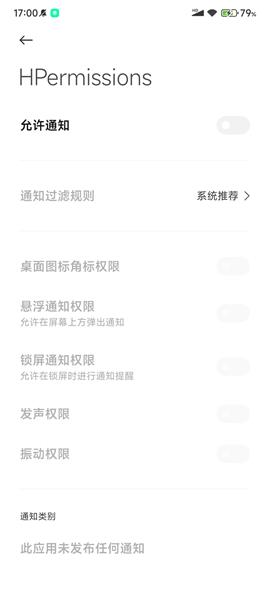 17:00
79%
HPermissions
允许通知
通知过滤规则 系统推荐
桌面图标角标权限
悬浮通知权限
允许在屏幕上方弹出通知
锁屏通知权限
允许在锁屏时进行通知提醒
发声权限
振动权限
通知类别
此应用未发布任何通知